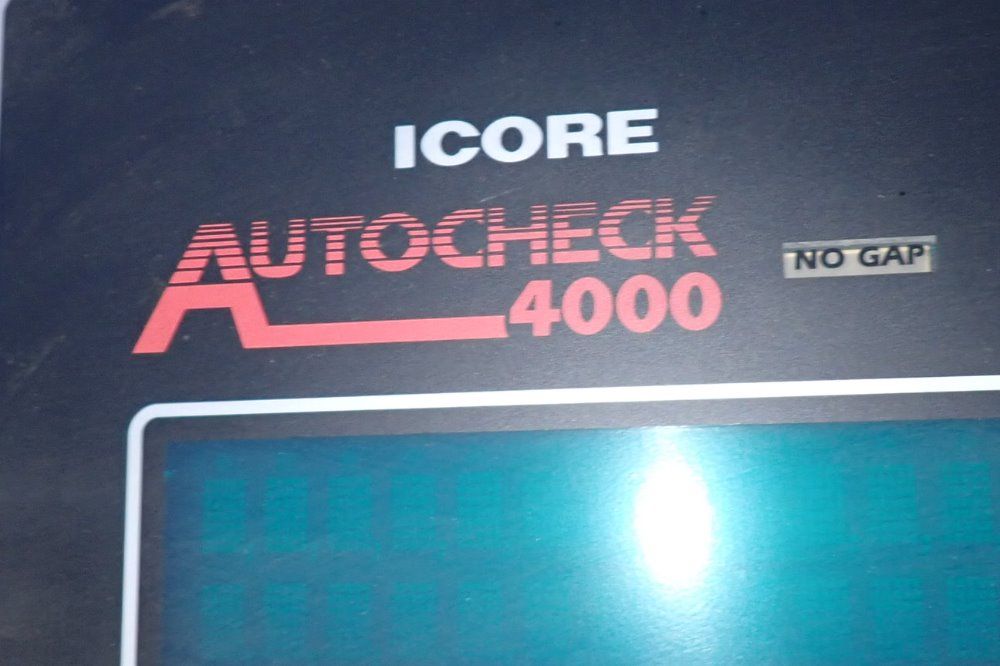 ICORE
AUTOCHECK
4000
NO GAP